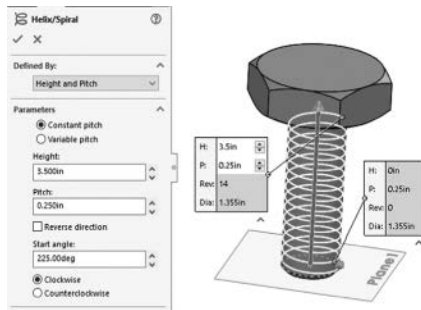 Helix/Spiral
Defined By:
Height and Pitch
Parameters
Constant pitch
Variable pitch
Height:
3.500in
Pitch:
0.250in
Reverse direction
Start angle:
225.00deg
Clockwise
Counterclockwise
H: 3.5in
P: 0.25in
Rev: 14
Dia: 1.355in
H: 0in
P: 0.25in
Rev: 0
Dia: 1.355in
Plane1